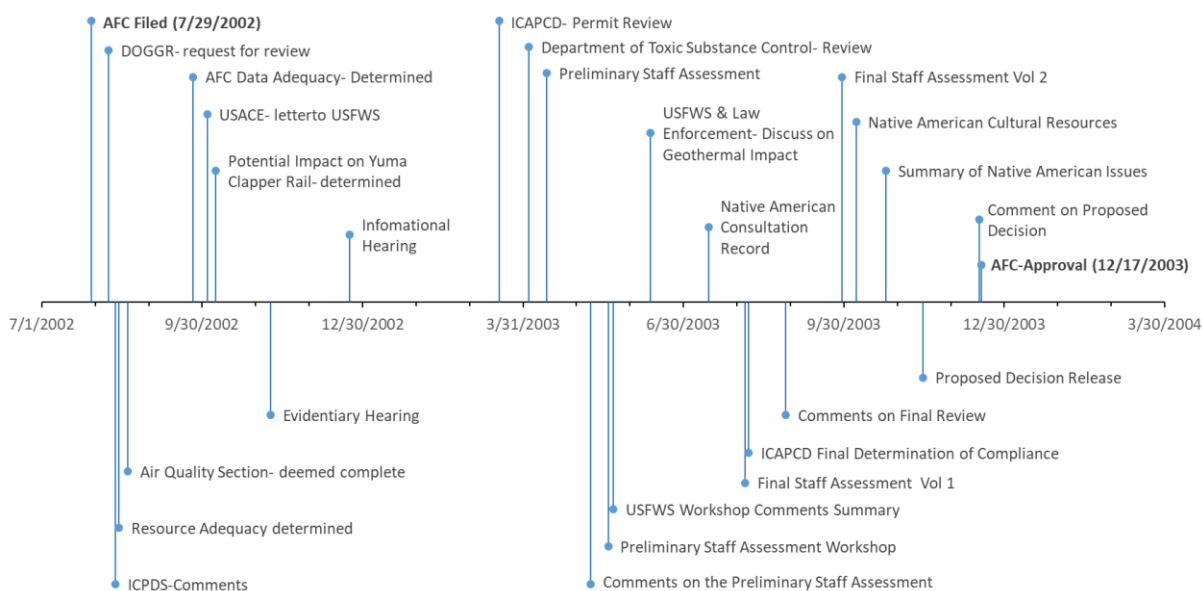 AFC Filed (7/29/2002)
DOGGR- request for review
AFC Data Adequacy- Determined
USACE- letterto USFWS
Potential Impact on Yuma
Clapper Rail- determined
Infomational
Hearing
ICAPCD- Permit Review
Department of Toxic Substance Control- Review
Preliminary Staff Assessment
USFWS & Law
Enforcement- Discuss on
Geothermal Impact
Native American
Consultation
Record
Final Staff Assessment Vol 2
Native American Cultural Resources
Summary of Native American Issues
Comment on Proposed
Decision
AFC-Approval (12/17/2003)
7/1/2002
9/30/2002
12/30/2002
3/31/2003
6/30/2003
9/30/2003
12/30/2003
3/30/2004
Evidentiary Hearing
Air Quality Section- deemed complete
Resource Adequacy determined
ICPDS-Comments
Proposed Decision Release
Comments on Final Review
ICAPCD Final Determination of Compliance
Final Staff Assessment  Vol 1
USFWS Workshop Comments Summary
Preliminary Staff Assessment Workshop
Comments on the Preliminary Staff Assessment